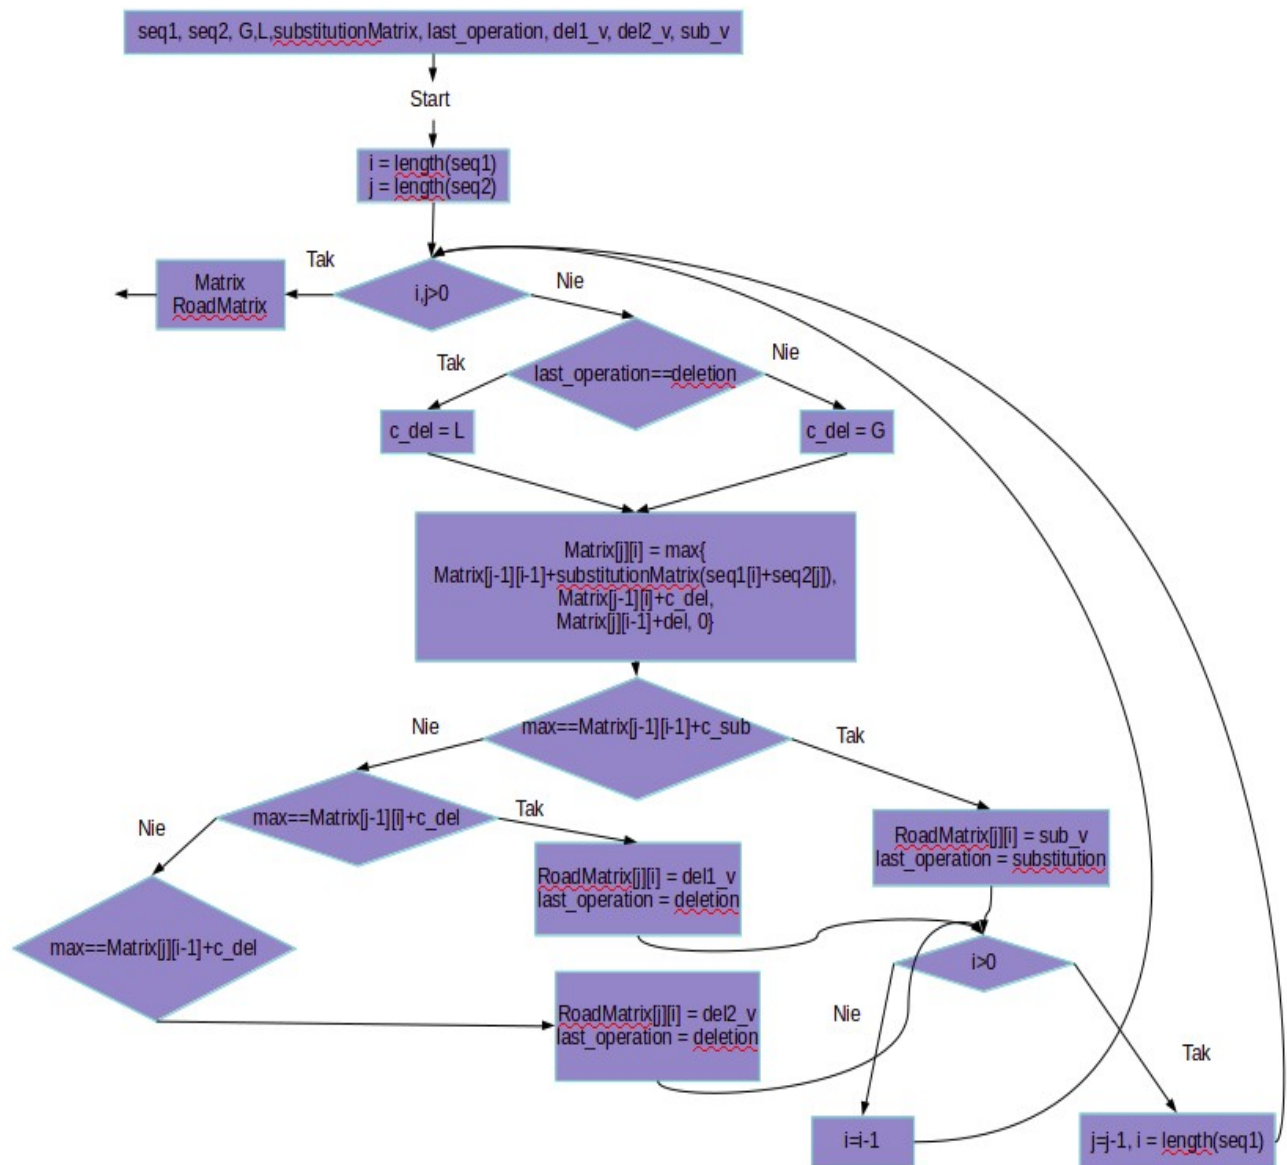 seq1, seq2, G,L,substitutionMatrix, last_operation, del1_v, del2_v, sub_v
Start
i = length(seq1)
j = length(seq2)
Tak
Matrix
RoadMatrix
i,j>0
Nie
Tak
last_operation==deletion
Nie
c_del = L
c_del = G
Matrix[j][i] = max{
Matrix[j-1][i-1]+substitutionMatrix(seq1[i]+seq2[j]),
Matrix[j-1][i]+c_del,
Matrix[j][i-1]+del, 0}
Nie
max==Matrix[j-1][i-1]+c_sub
Tak
Nie
max==Matrix[j-1][i]+c_del
Tak
RoadMatrix[j][i] = del1_v
last_operation = deletion
RoadMatrix[j][i] = sub_v
last_operation = substitution
max==Matrix[j][i-1]+c_del
i>0
RoadMatrix[j][i] = del2_v
last_operation = deletion
Nie
Tak
i=i-1
j=j-1, i = length(seq1)